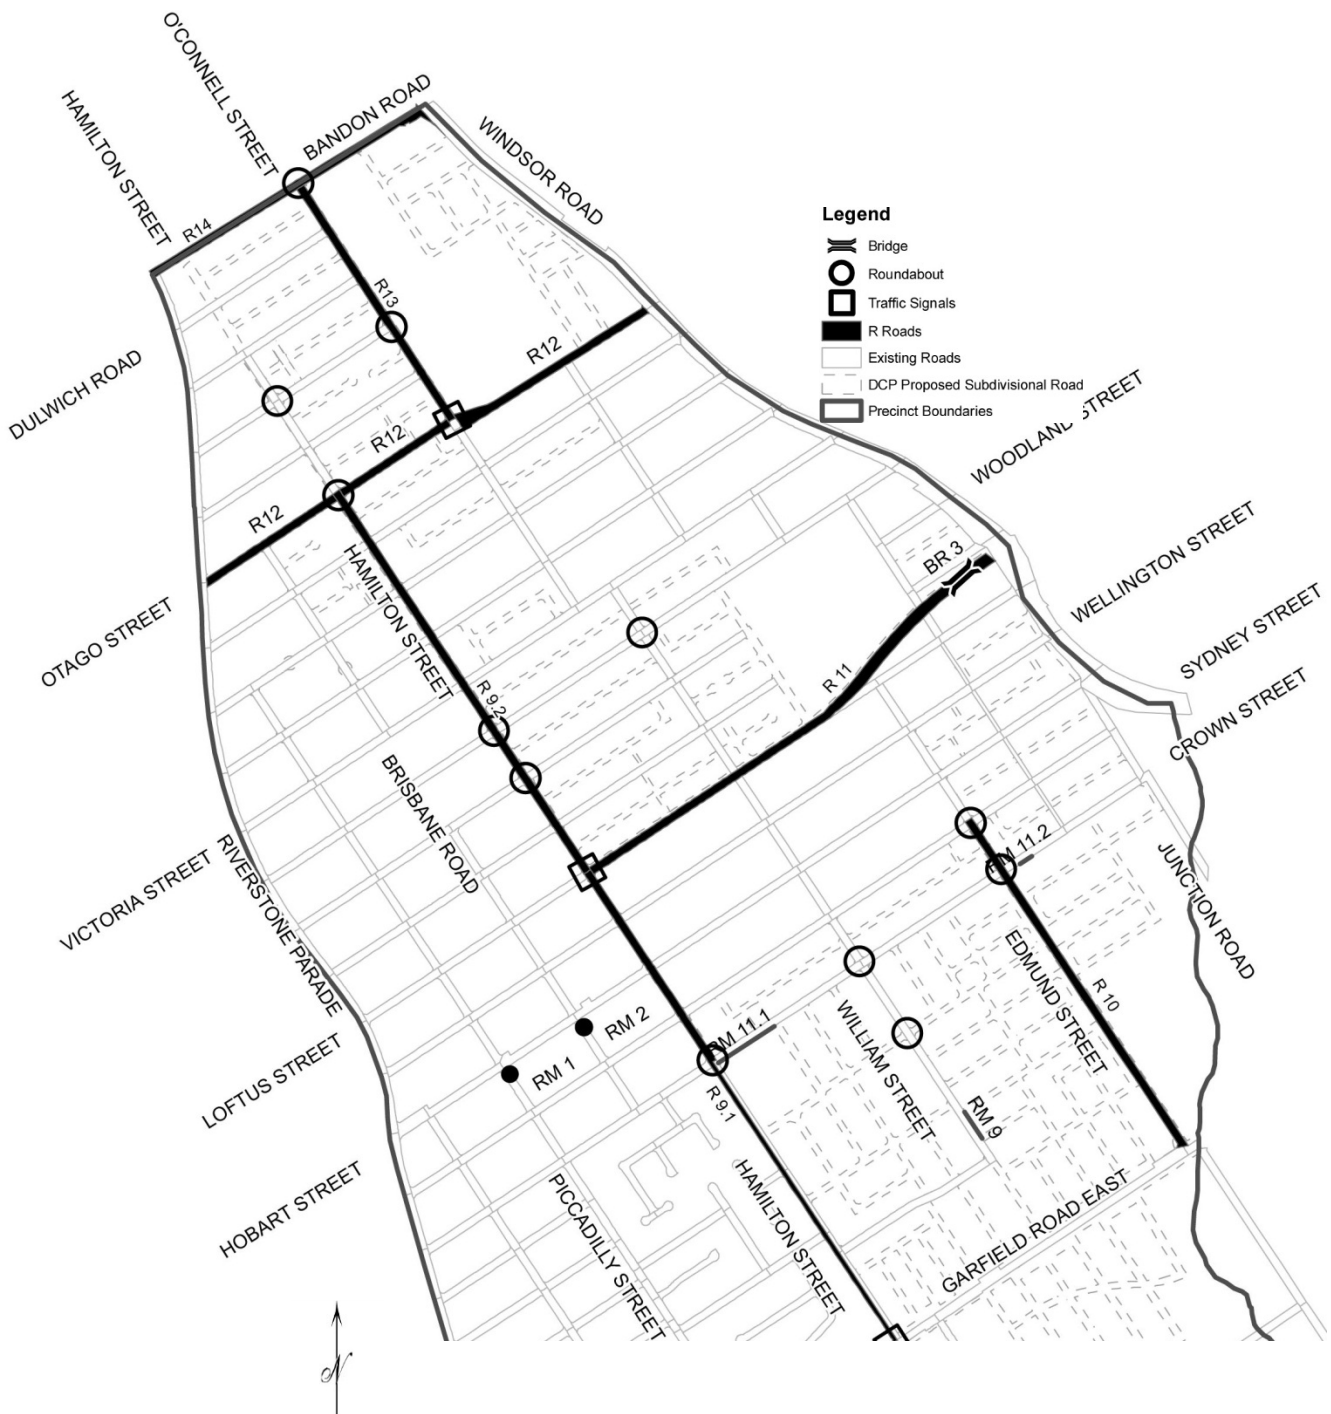 O'CONNELL STREET
HAMILTON STREET
BANDON ROAD
WINDSOR ROAD
R14
R13
DULWICH ROAD
R12
R12
R12
Legend
Bridge
Roundabout
Traffic Signals
R Roads
Existing Roads
DCP Proposed Subdivisional Road
Precinct Boundaries
WOODLAND STREET
WELLINGTON STREET
SYDNEY STREET
CROWN STREET
BR 3
HAMILTON STREET
OTAGO STREET
R 9.2
R 11
BRISBANE ROAD
VICTORIA STREET
RIVERSTONE PARADE
RM 11.2
JUNCTION ROAD
EDMUND STREET
R 10
RM 2
RM 1
RM 11.1
R 9.1
WILLIAM STREET
RM 9
LOFTUS STREET
HOBART STREET
PICCADILLY STREET
HAMILTON STREET
GARFIELD ROAD EAST
N